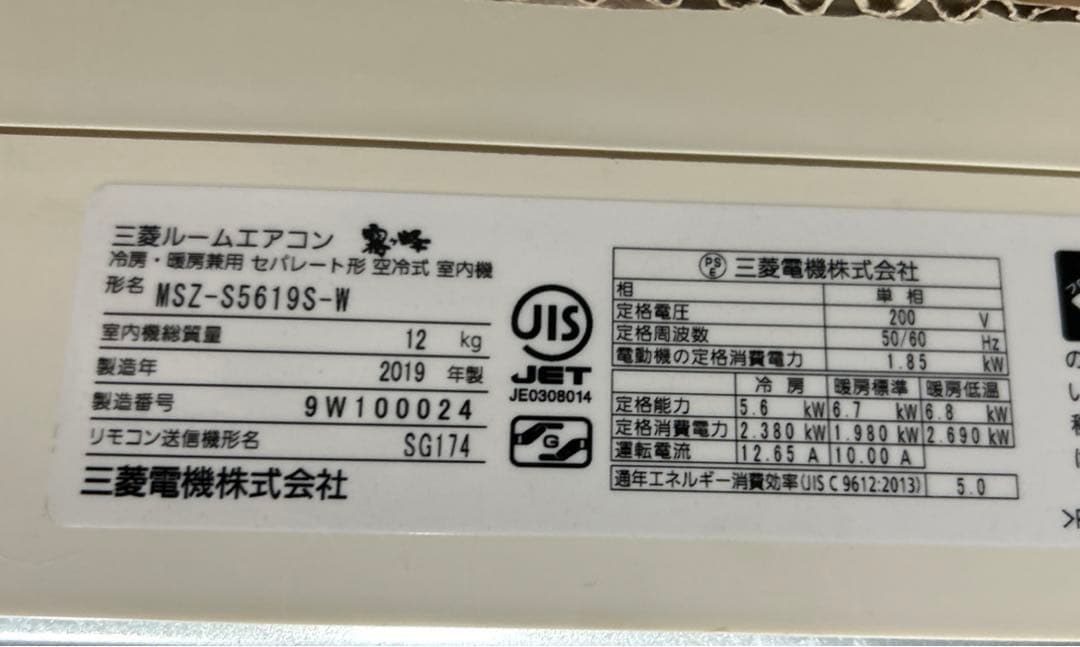 三菱ルームエアコン 霧ヶ峰
冷房・暖房兼用 セパレート形 空冷式 室内機
形名 MSZ-S5619S-W
室内機総質量 12 kg
製造年 2019 年製
製造番号 9W100024
リモコン送信機形名 SG174
三菱電機株式会社
JIS
JET
JE0308014
G
PSE 三菱電機株式会社
相 単相
定格電圧 200 V
定格周波数 50/60 Hz
電動機の定格消費電力 1.85 kW
冷房 暖房標準 暖房低温
定格能力 5.6 kW 6.7 kW 6.8 kW
定格消費電力 2.380 kW 1.980 kW 2.690 kW
運転電流 12.65 A 10.00 A
通年エネルギー消費効率(JIS C 9612:2013) 5.0
の
い